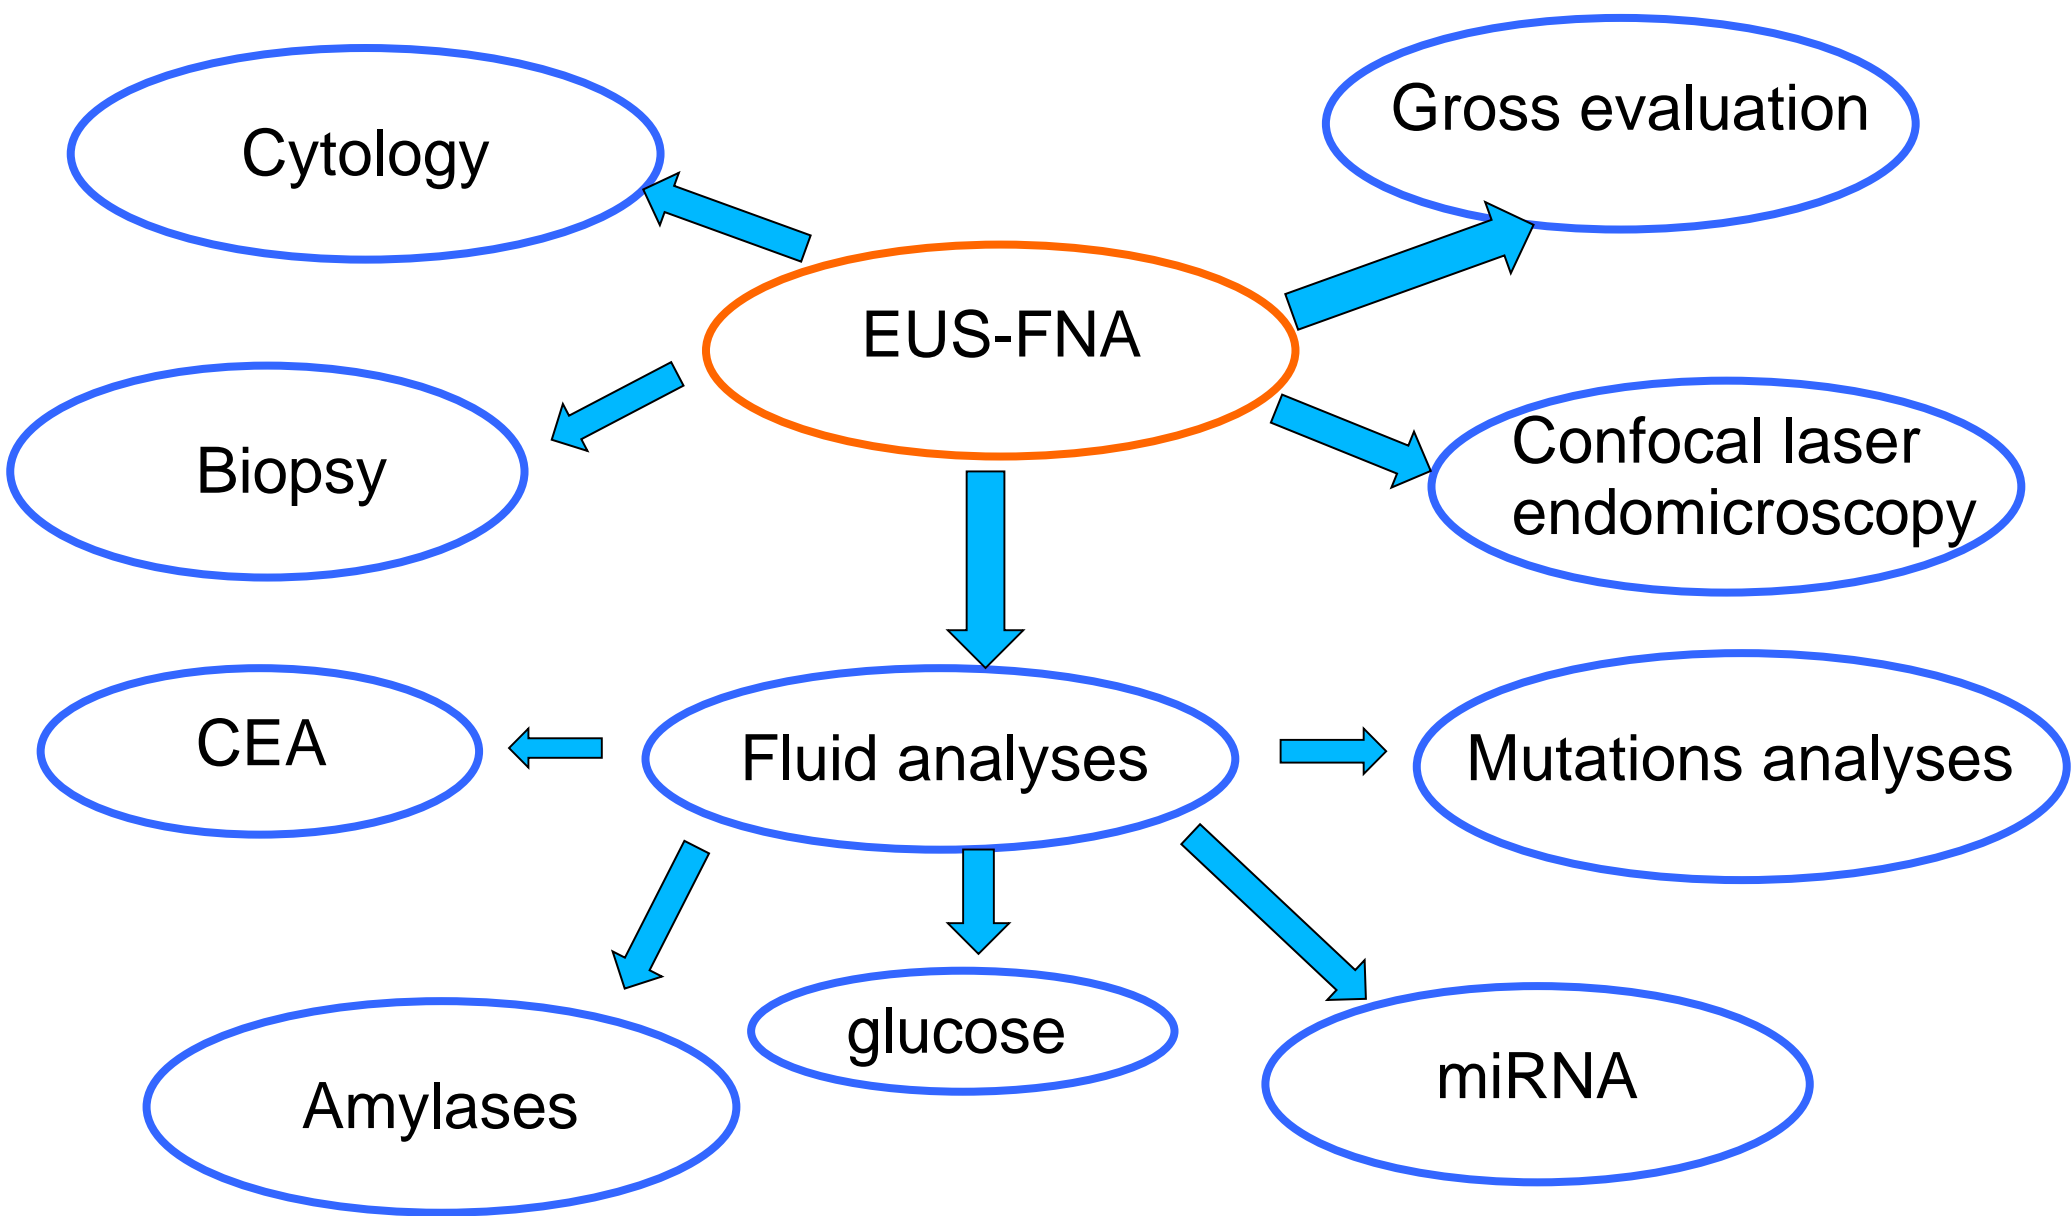 Cytology
Gross evaluation
EUS-FNA
Biopsy
Confocal laser
endomicroscopy
CEA
Fluid analyses
Mutations analyses
Amylases
glucose
miRNA